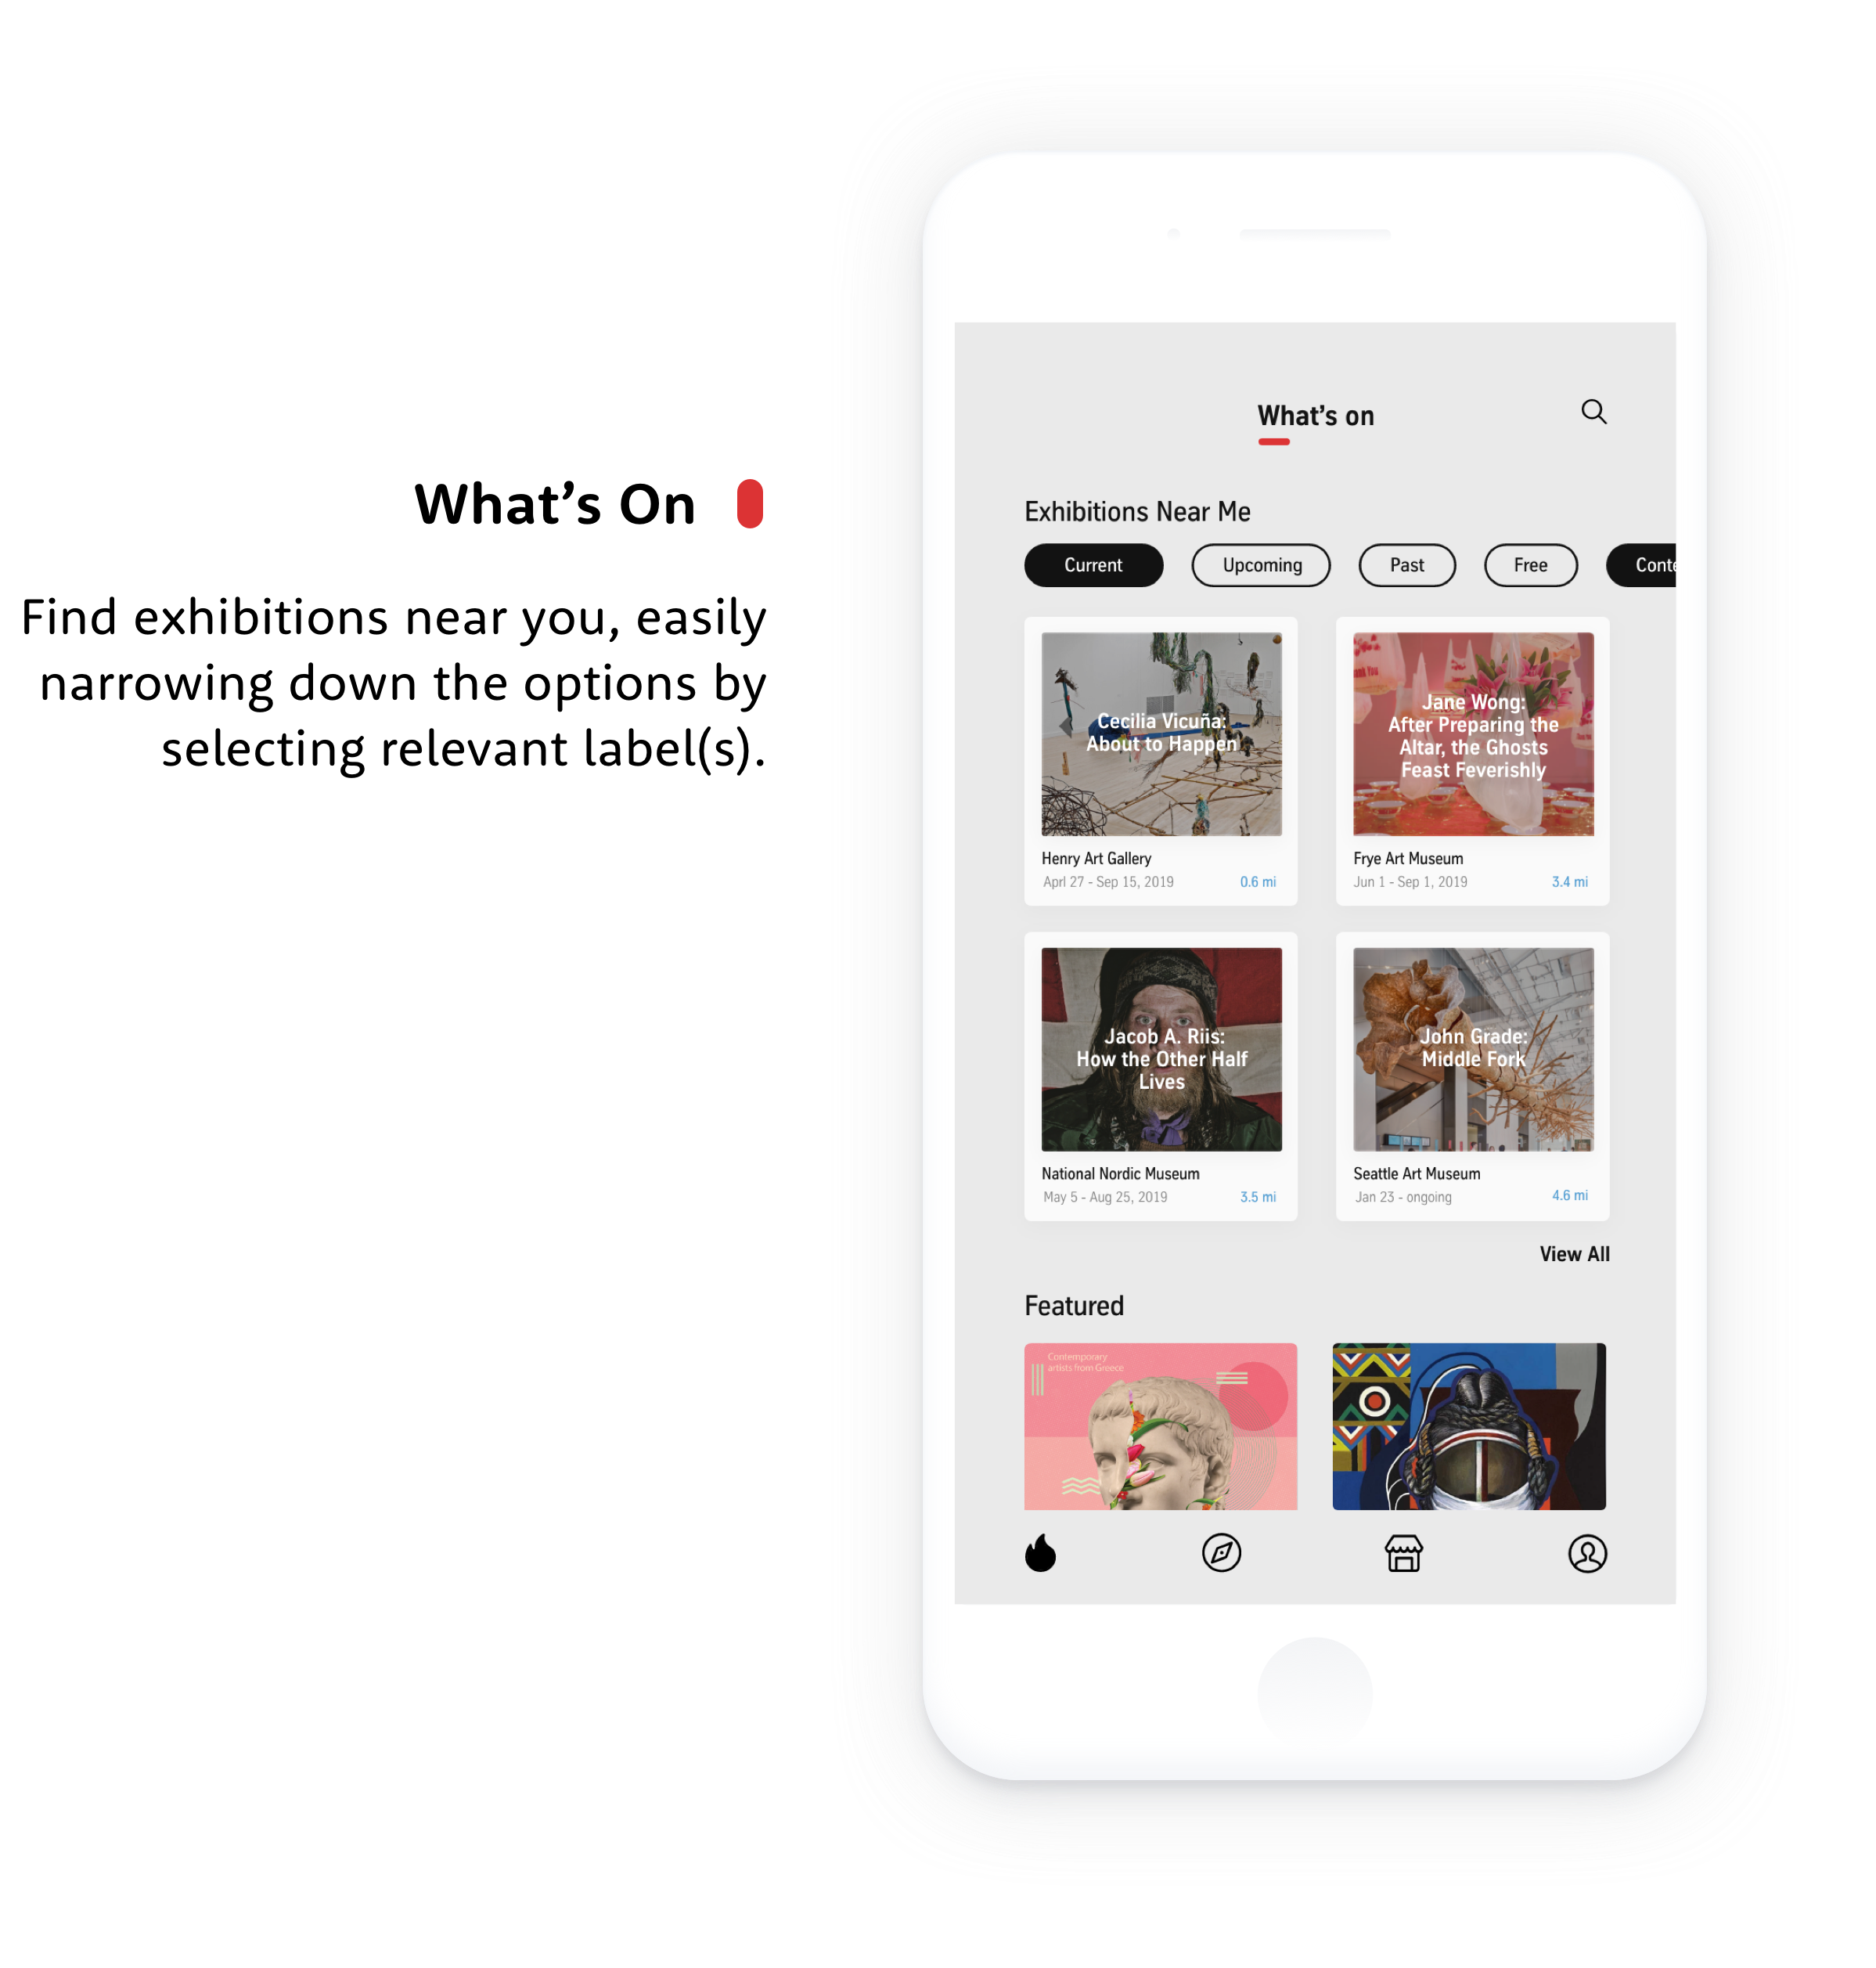 What's On
Find exhibitions near you, easily
narrowing down the options by
selecting relevant label(s).
What's on
Exhibitions Near Me
Current
Upcoming
Past
Free
Conte
Cecilia Vicuña:
About to Happen
Henry Art Gallery
Aprl 27 - Sep 15, 2019
0.6 mi
Jane Wong:
After Preparing the
Altar, the Ghosts
Feast Feverishly
Frye Art Museum
Jun 1 - Sep 1, 2019
3.4 mi
Jacob A. Riis:
How the Other Half
Lives
National Nordic Museum
May 5 - Aug 25, 2019
3.5 mi
John Grade:
Middle Fork
Seattle Art Museum
Jan 23 - ongoing
4.6 mi
View All
Featured
Contemporary
artists from Greece